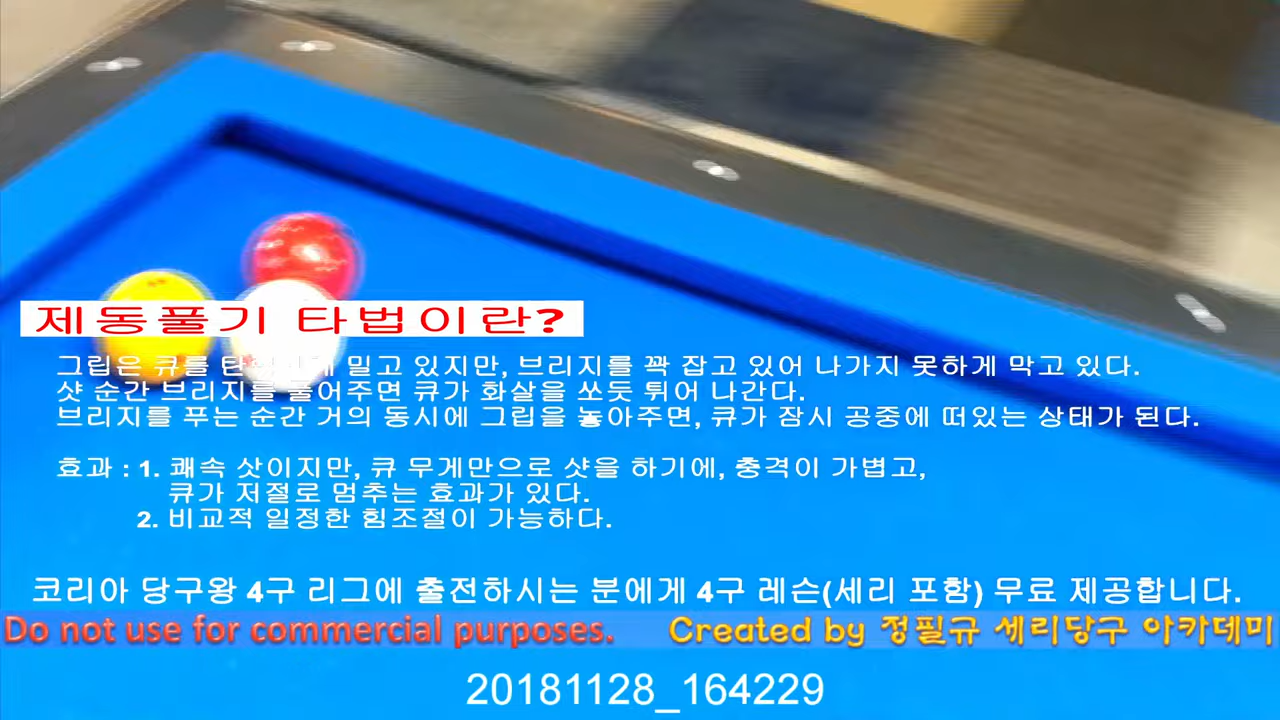 제동풀기 타법이란?
그립은 큐를 밀고 있지만, 브리지를 꽉 잡고 있어 나가지 못하게 막고 있다.
샷 순간 브리지를 풀어주면 큐가 화살을 쏘듯 튀어 나간다.
브리지를 푸는 순간 거의 동시에 그립을 놓아주면, 큐가 잠시 공중에 떠있는 상태가 된다.
효과 : 1. 쾌속 샷이지만, 큐 무게만으로 샷을 하기에, 충격이 가볍고,
큐가 저절로 멈추는 효과가 있다.
2. 비교적 일정한 힘조절이 가능하다.
코리아 당구왕 4구 리그에 출전하시는 분에게 4구 레슨(세리 포함) 무료 제공합니다.
Do not use for commercial purposes. Created by 정필규 세리당구 아카데미
20181128_164229